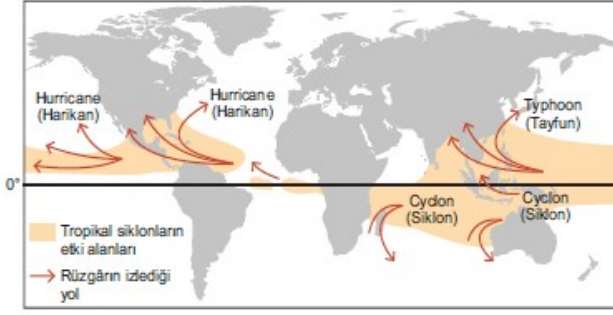 Hurricane
(Harikan)
Hurricane
(Harikan)
Typhoon
(Tayfun)
0°
Cyclon
(Siklon)
Cyclon
(Siklon)
Tropikal siklonların
etki alanları
Rüzgârın izlediği
yol